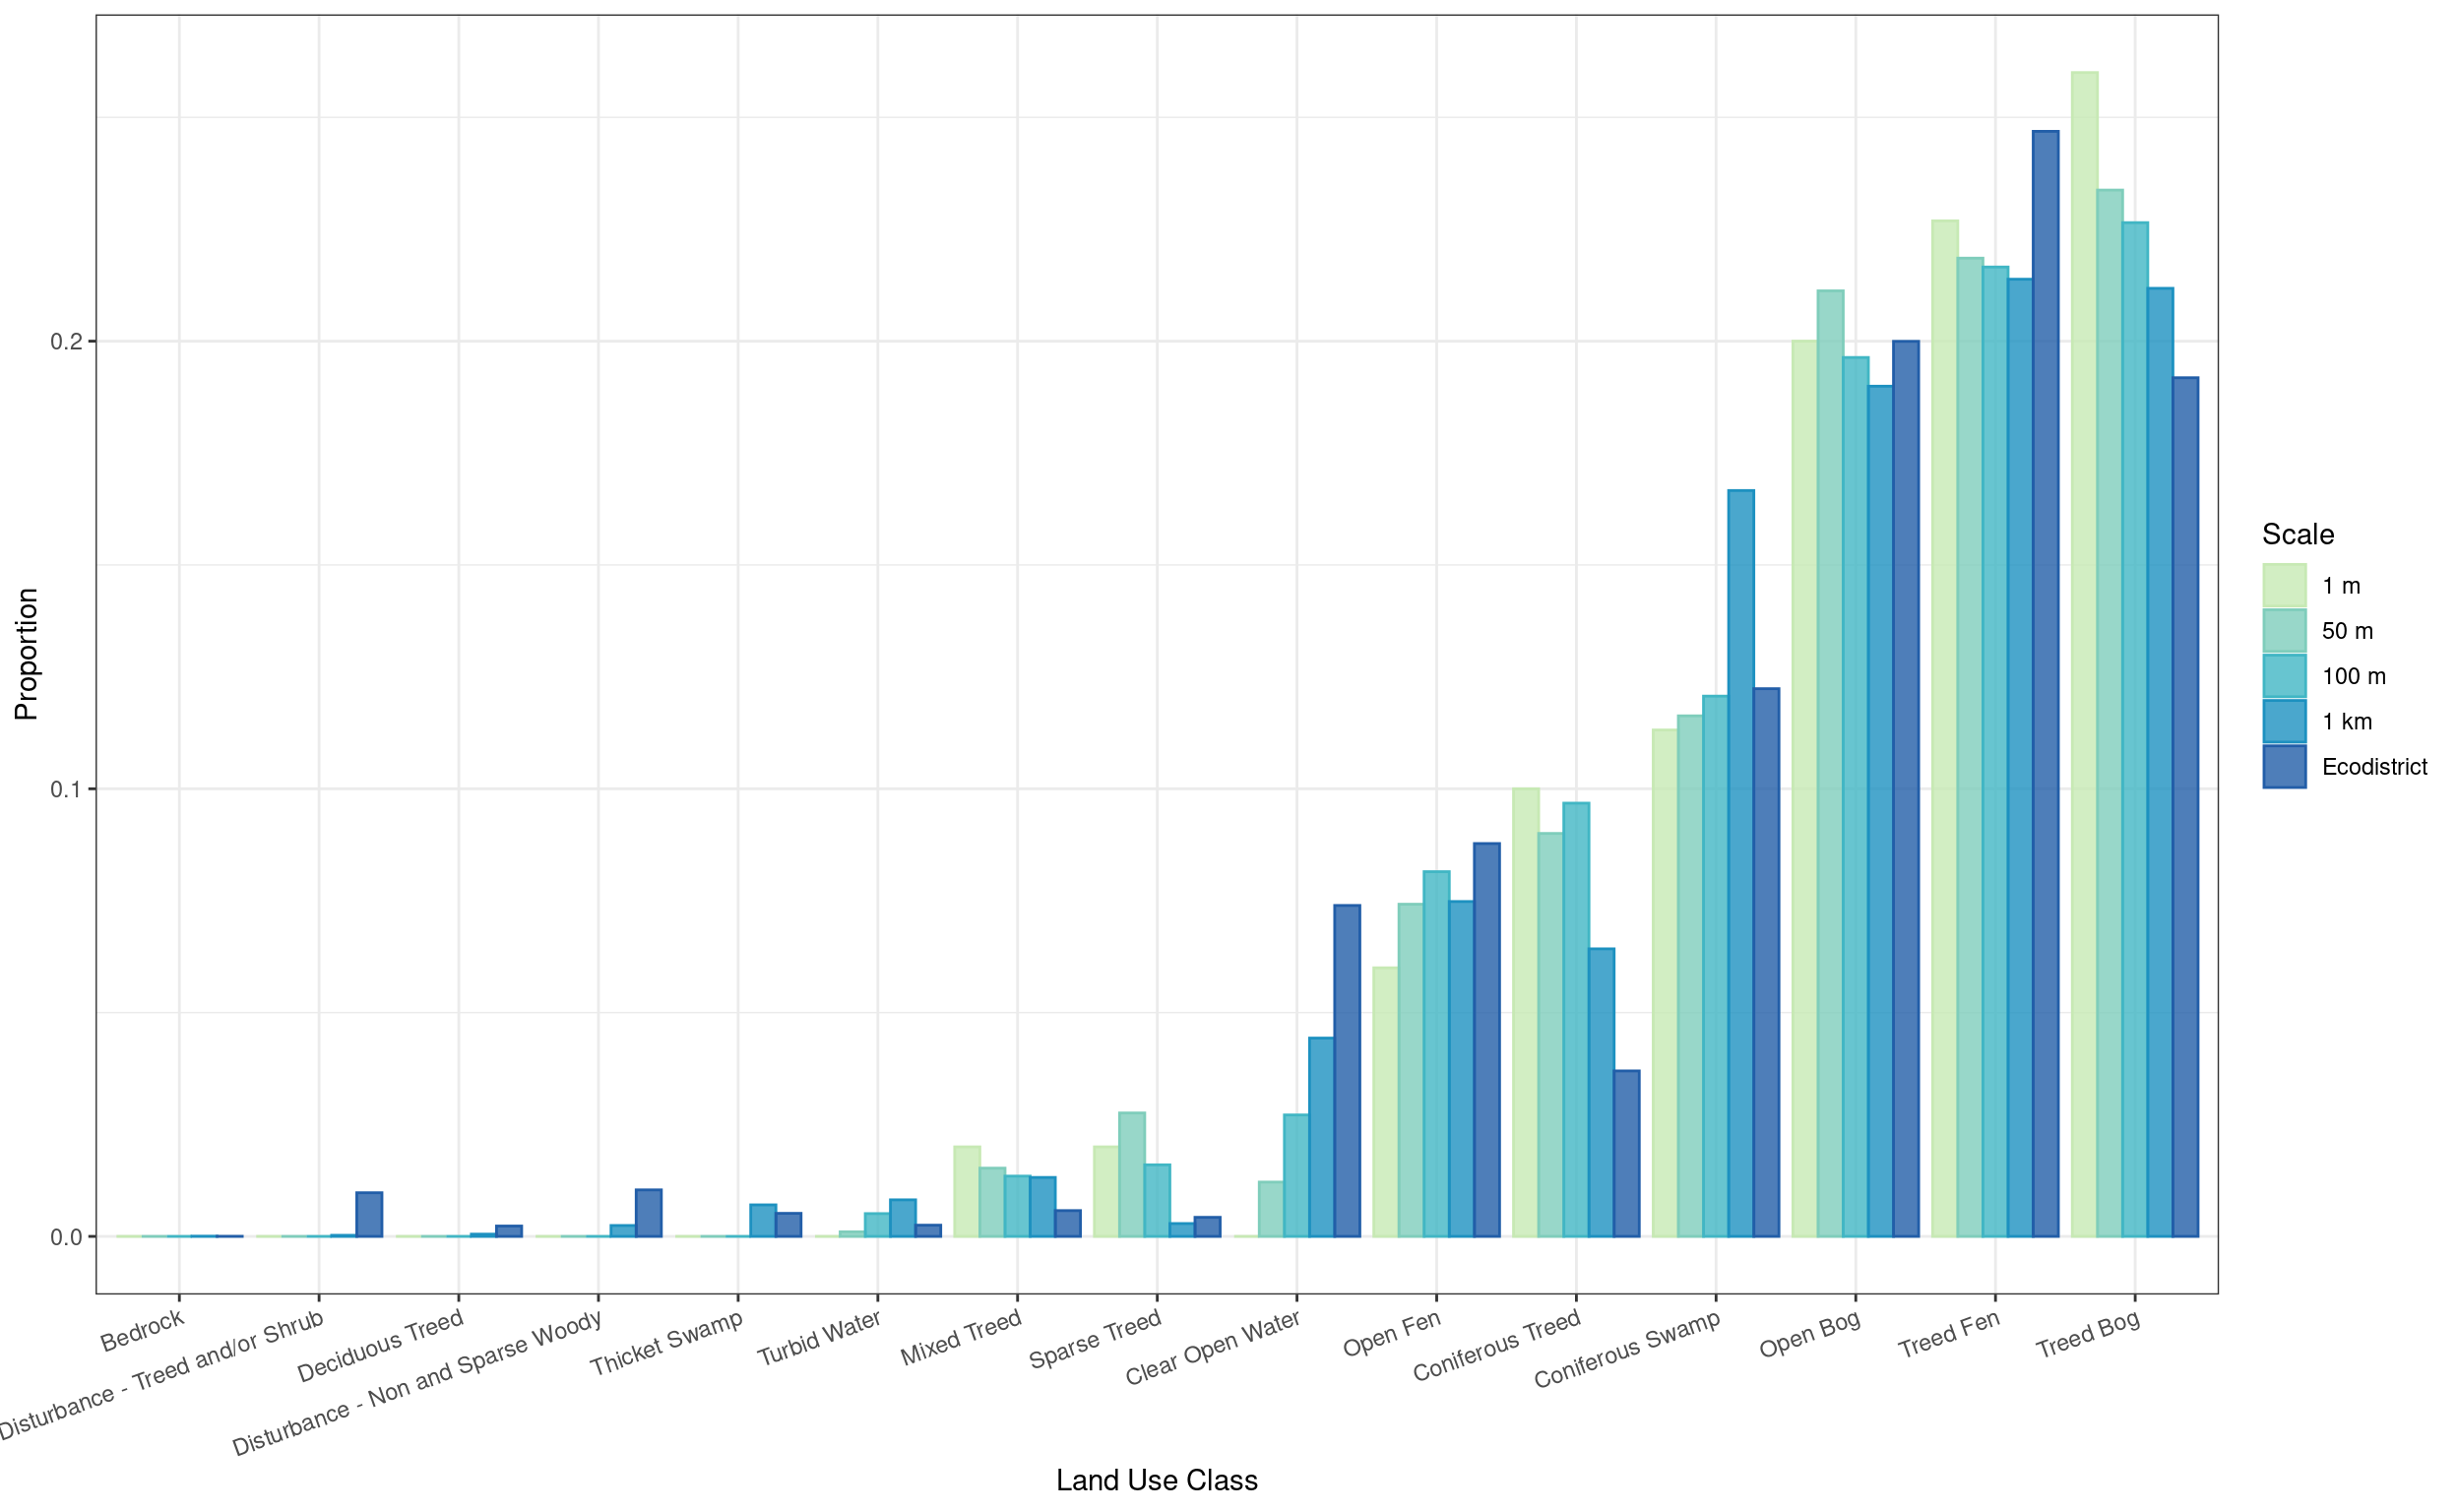 Proportion
0.2
0.1
0.0
Bedrock
Disturbance - Treed and/or Shrub
Deciduous Treed
Disturbance - Non and Sparse Woody
Thicket Swamp
Turbid Water
Mixed Treed
Sparse Treed
Clear Open Water
Open Fen
Coniferous Treed
Coniferous Swamp
Open Bog
Treed Fen
Treed Bog
Land Use Class
Scale
1 m
50 m
100 m
1 km
Ecodistrict